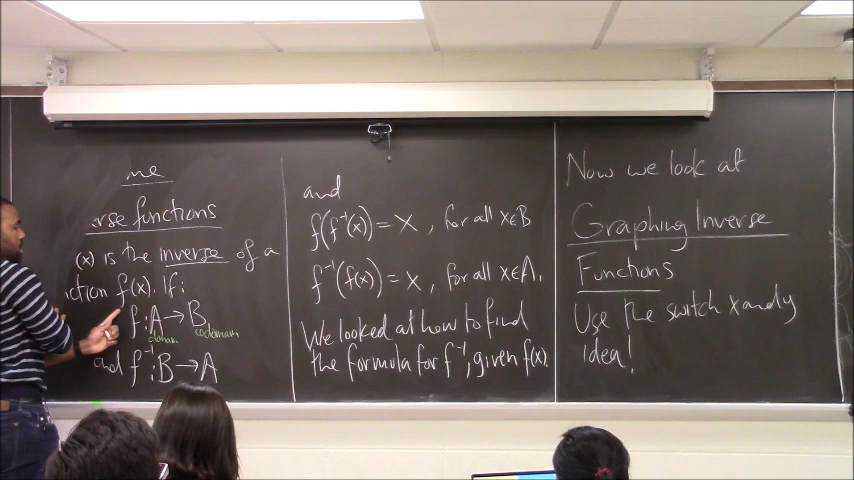 me
erse functions
(x) is the inverse of a
ction f(x). If:
f: A→B
domain codomain
and f⁻¹: B→A
and
f(f⁻¹(x)) = x, for all x∈B
f⁻¹(f(x)) = x, for all x∈A.
We looked at how to find
the formula for f⁻¹, given f(x).
Now we look at
Graphing Inverse
Functions
Use the switch x and y
idea!